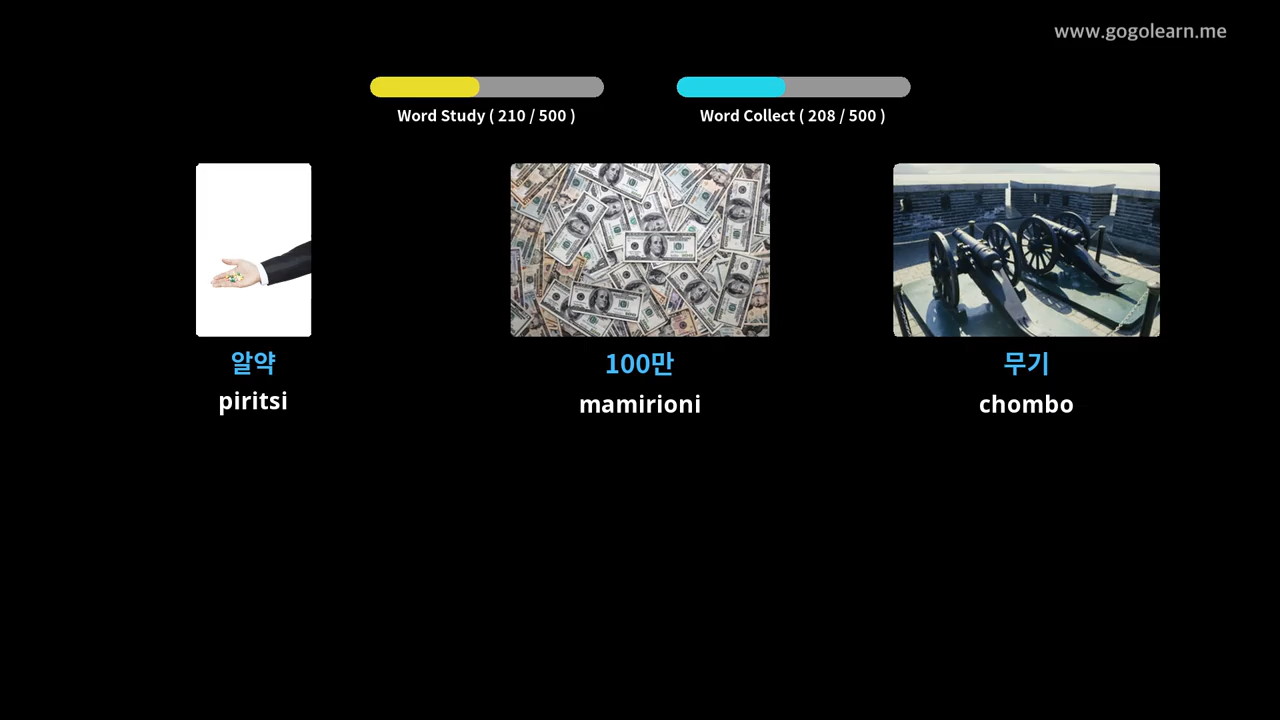 www.gogolearn.me
Word Study ( 210 / 500 )
Word Collect ( 208 / 500 )
알약
piritsi
100만
mamirioni
무기
chombo